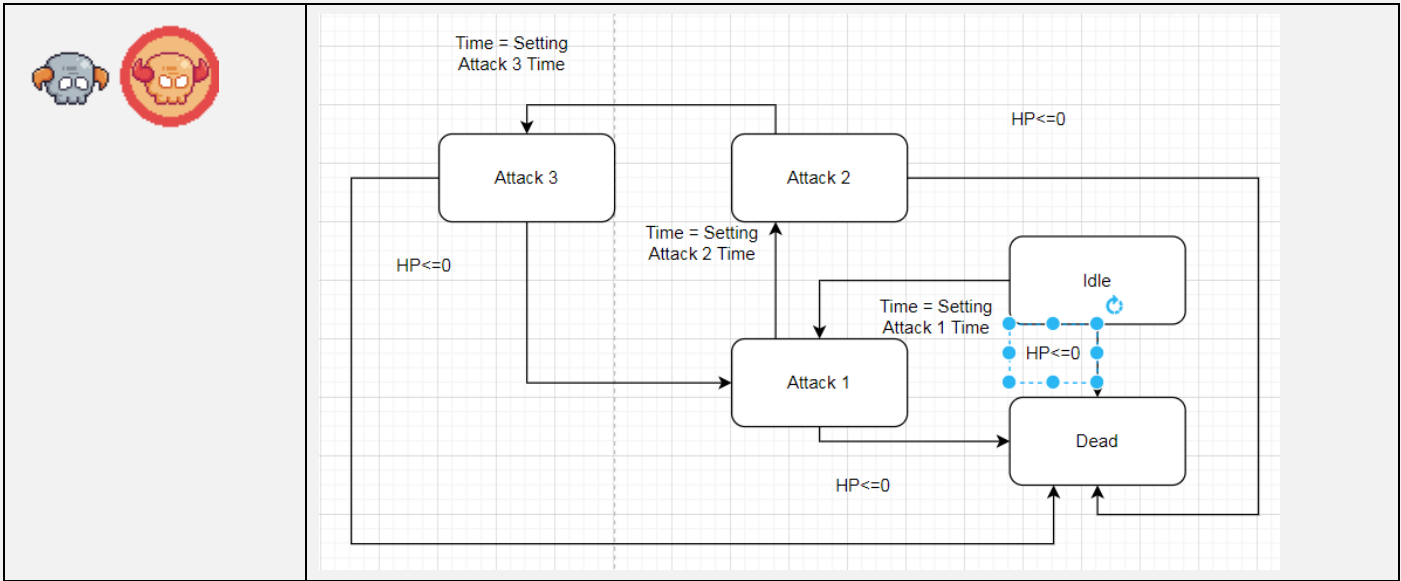 Time = Setting
Attack 3 Time
HP<=0
Attack 3
Attack 2
Time = Setting
Attack 2 Time
HP<=0
Idle
Time = Setting
Attack 1 Time
HP<=0
Attack 1
Dead
HP<=0